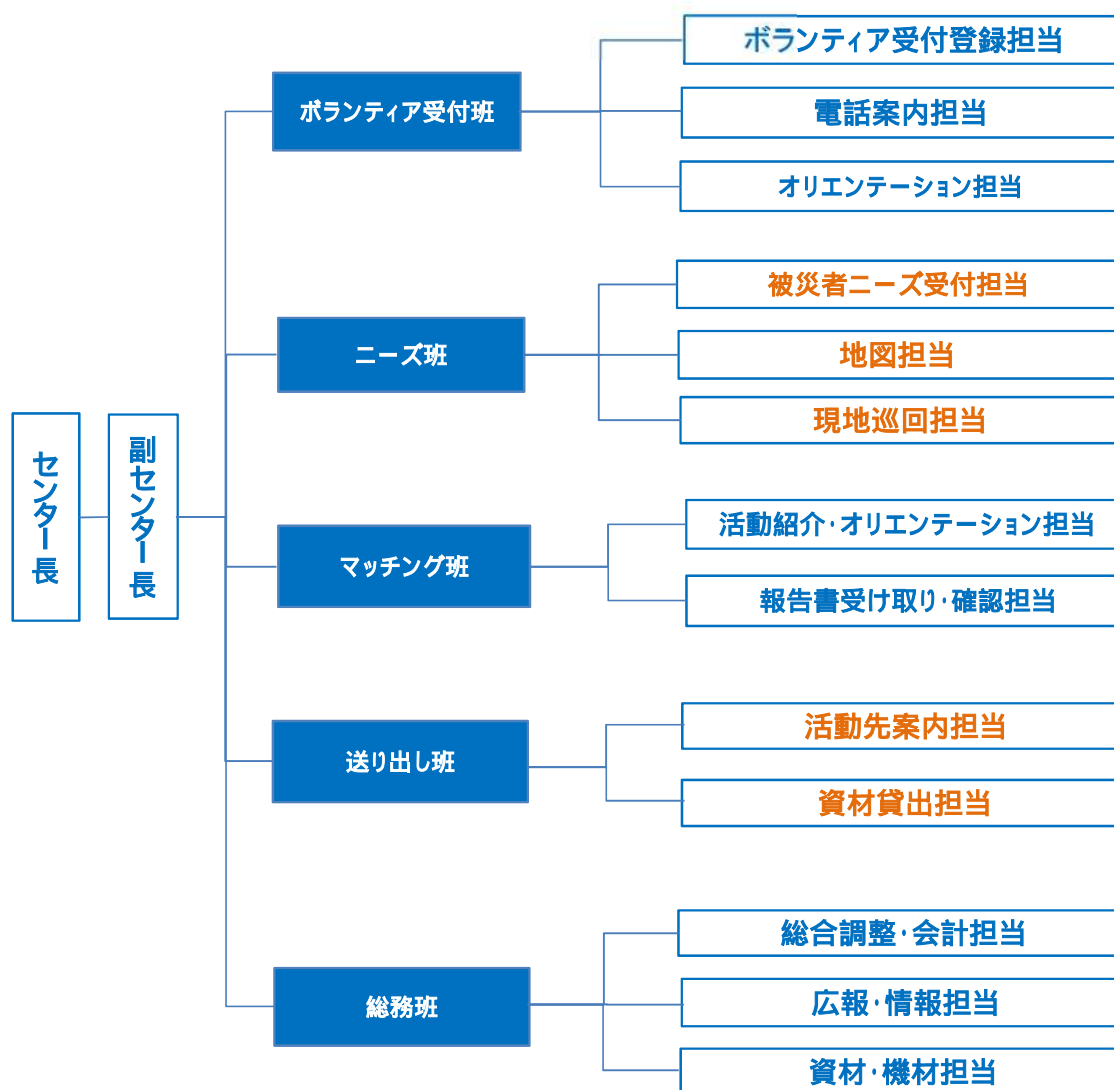 センター長
副センター長
ボランティア受付班
ボランティア受付登録担当
電話案内担当
オリエンテーション担当
ニーズ班
被災者ニーズ受付担当
地図担当
現地巡回担当
マッチング班
活動紹介・オリエンテーション担当
報告書受け取り・確認担当
送り出し班
活動先案内担当
資材貸出担当
総務班
総合調整・会計担当
広報・情報担当
資材・機材担当